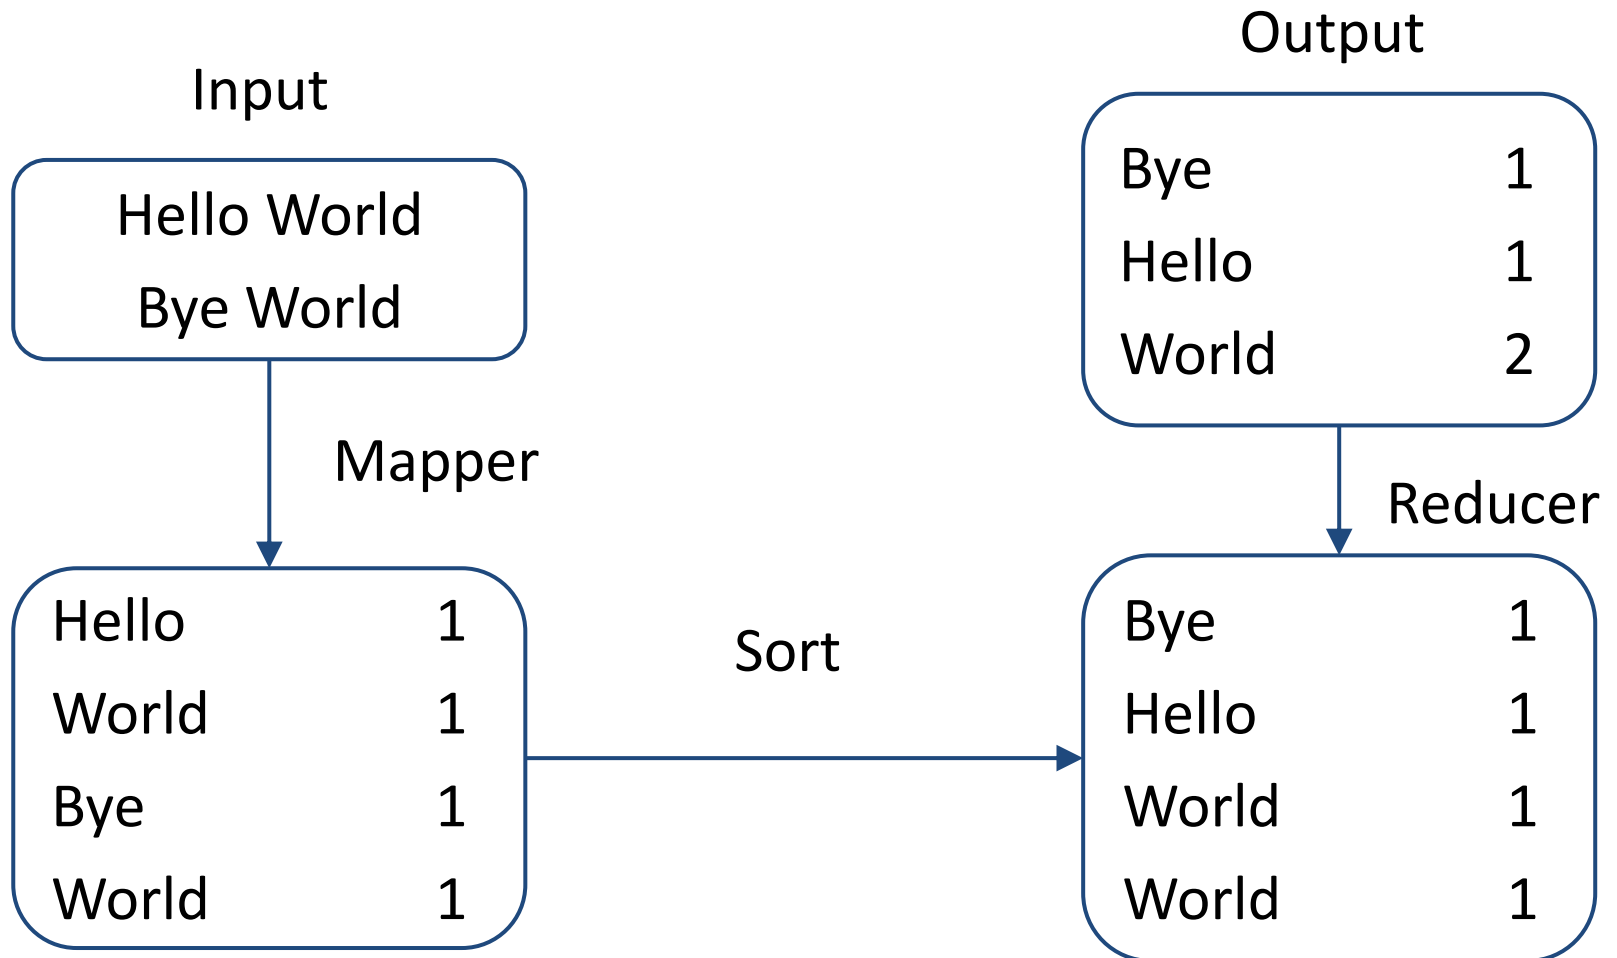 Input
Hello World
Bye World
Mapper
Hello 1
World 1
Bye 1
World 1
Sort
Output
Bye 1
Hello 1
World 2
Reducer
Bye 1
Hello 1
World 1
World 1